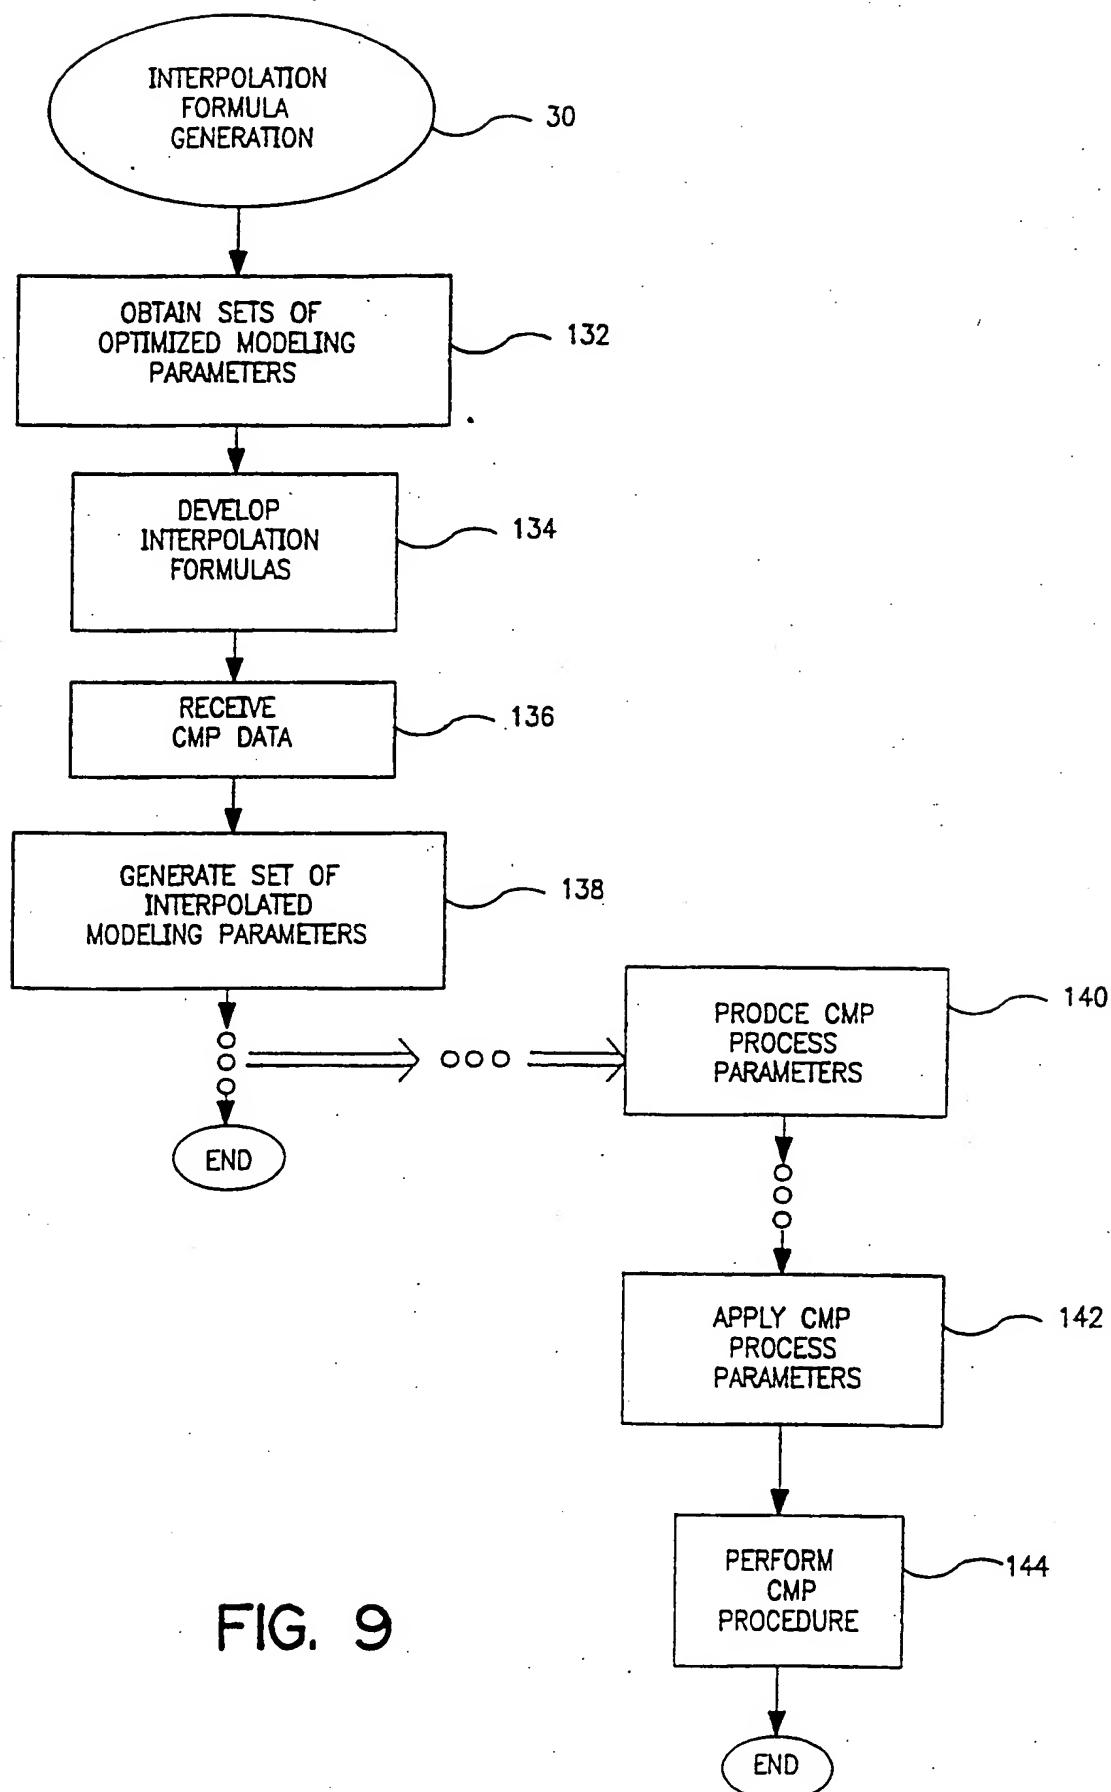 INTERPOLATION
FORMULA
GENERATION
30
OBTAIN SETS OF
OPTIMIZED MODELING
PARAMETERS
132
DEVELOP
INTERPOLATION
FORMULAS
134
RECEIVE
CMP DATA
136
GENERATE SET OF
INTERPOLATED
MODELING PARAMETERS
138
END
PRODCE CMP
PROCESS
PARAMETERS
140
APPLY CMP
PROCESS
PARAMETERS
142
PERFORM
CMP
PROCEDURE
144
END
FIG. 9